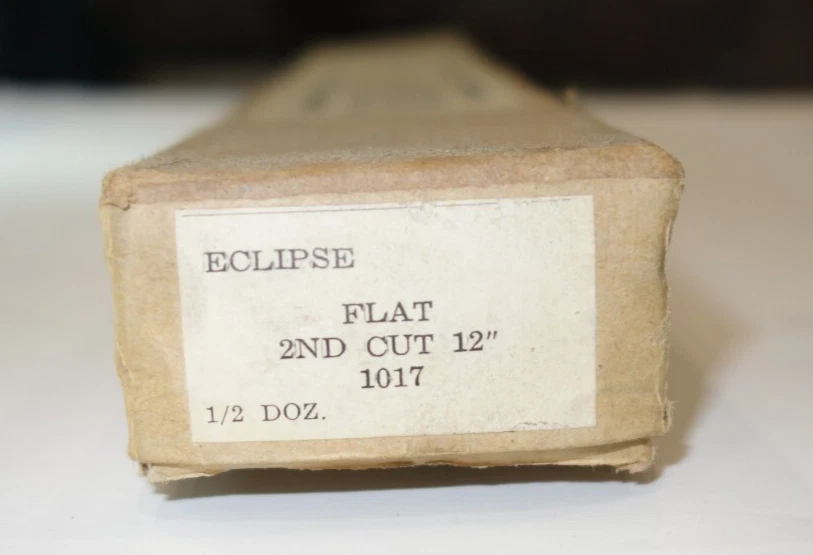 ECLIPSE
FLAT
2ND CUT 12"
1017
1/2 DOZ.